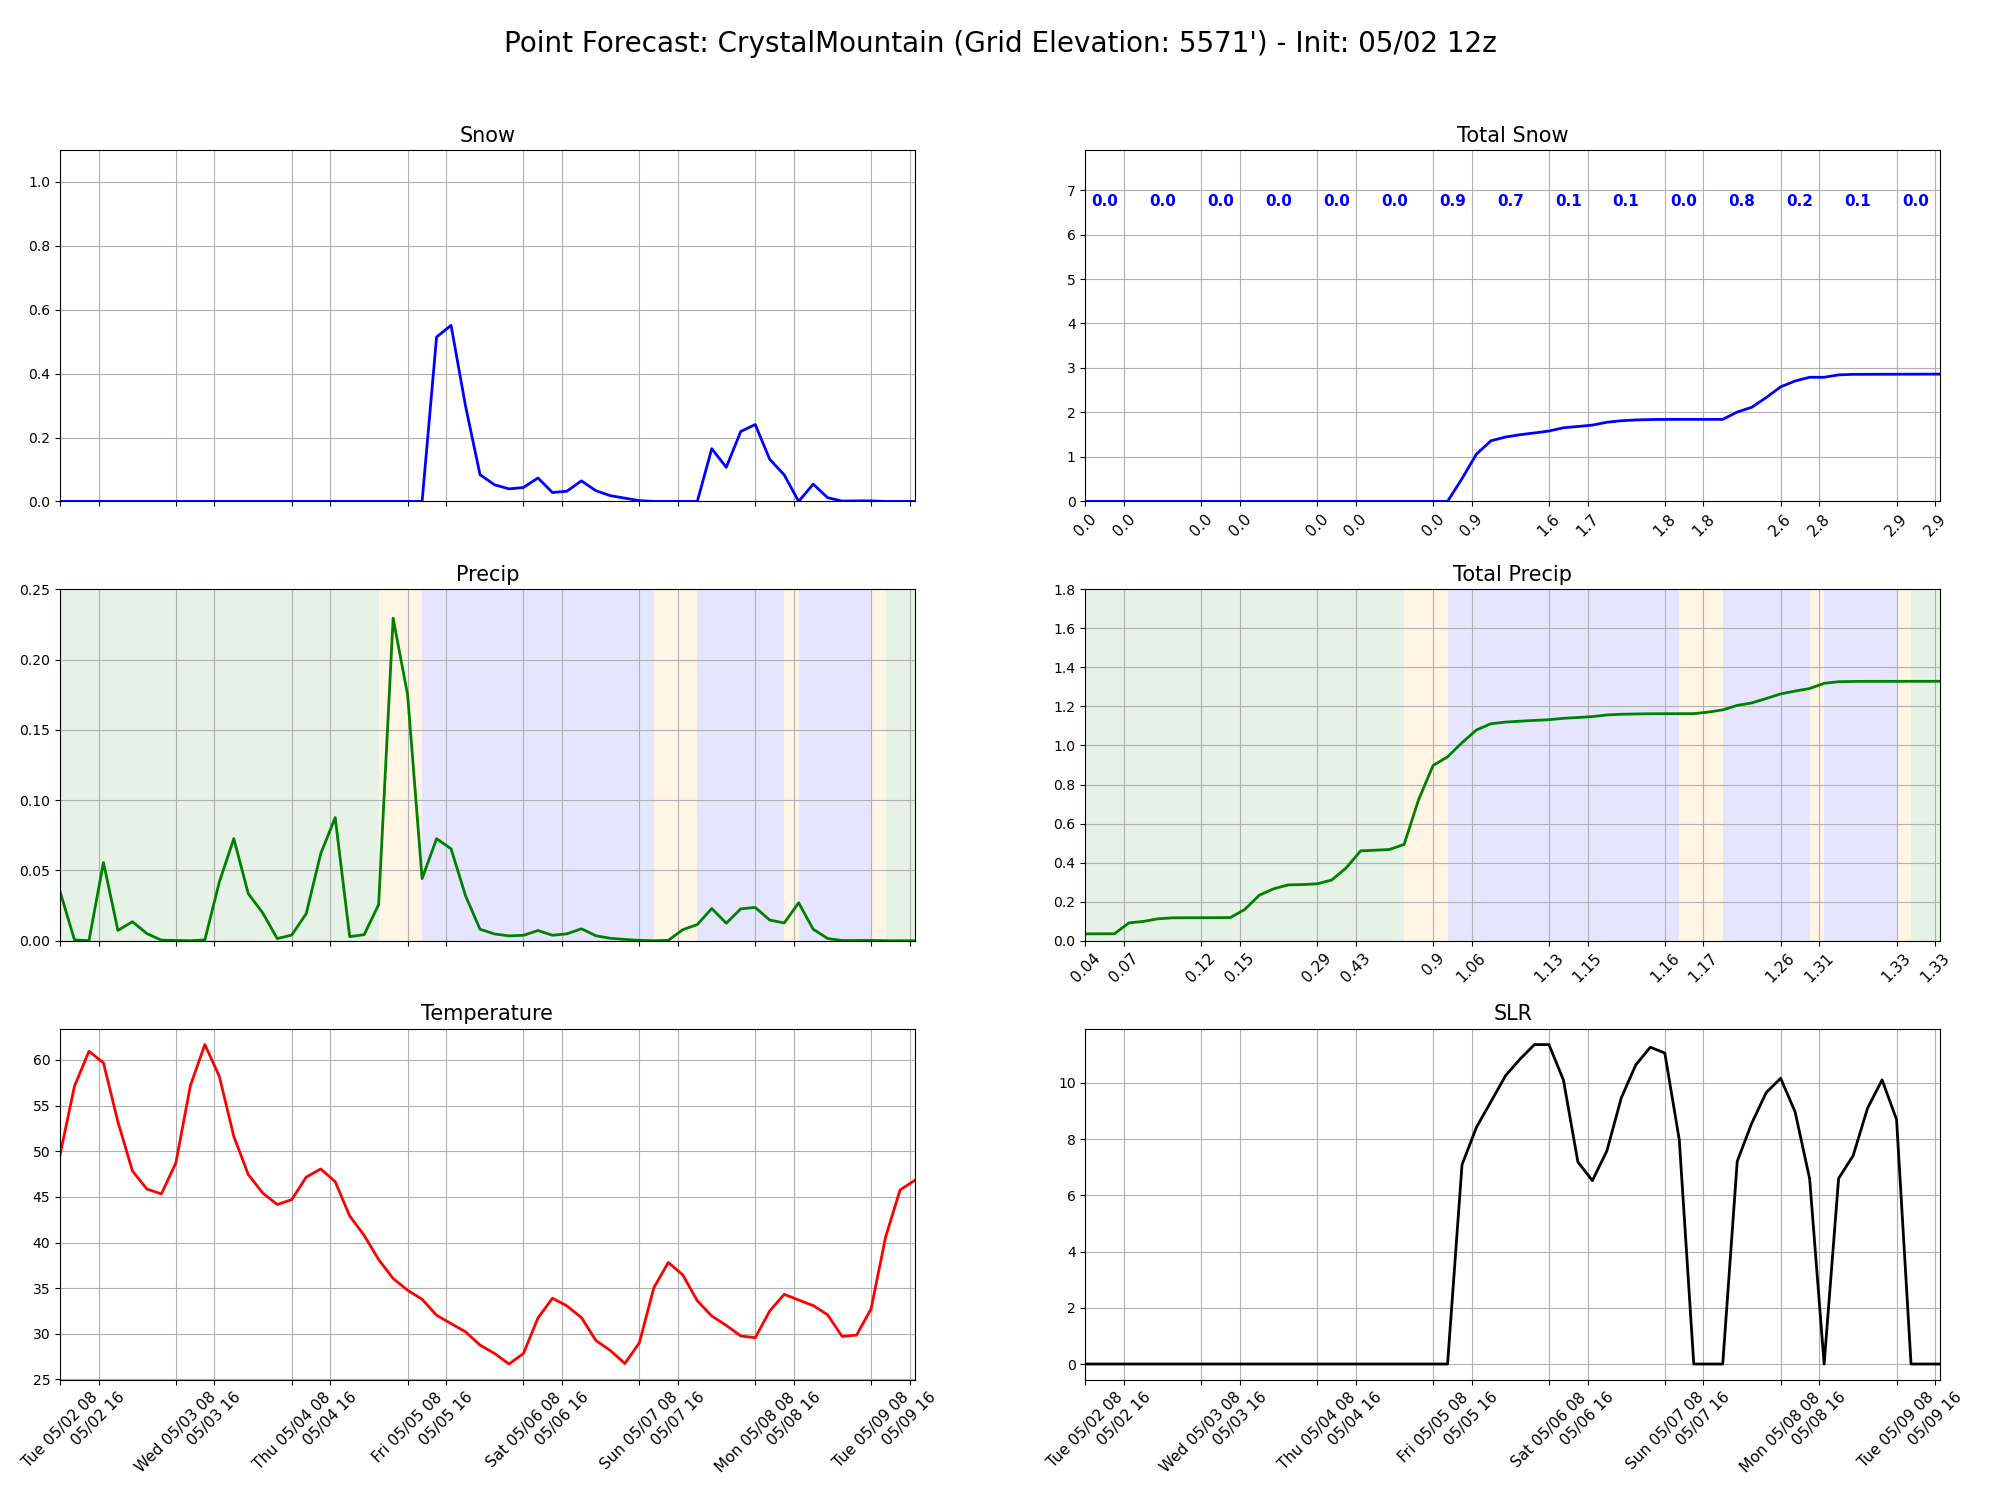 Point Forecast: CrystalMountain (Grid Elevation: 5571') - Init: 05/02 12z
Snow
1.0
0.8
0.6
0.4
0.2
0.0
Total Snow
7
6
5
4
3
2
1
0
0.0 0.0 0.0 0.0 0.0 0.0 0.9 0.7 0.1 0.1 0.0 0.8 0.2 0.1 0.0
0.0 0.0 0.0 0.0 0.0 0.0 0.0 0.9 1.6 1.7 1.8 1.8 2.6 2.8 2.9 2.9
Precip
0.25
0.20
0.15
0.10
0.05
0.00
Total Precip
1.8
1.6
1.4
1.2
1.0
0.8
0.6
0.4
0.2
0.0
0.04 0.07 0.12 0.15 0.29 0.43 0.9 1.06 1.13 1.15 1.16 1.17 1.26 1.31 1.33 1.33
Temperature
60
55
50
45
40
35
30
25
Tue 05/02 08
05/02 16
Wed 05/03 08
05/03 16
Thu 05/04 08
05/04 16
Fri 05/05 08
05/05 16
Sat 05/06 08
05/06 16
Sun 05/07 08
05/07 16
Mon 05/08 08
05/08 16
Tue 05/09 08
05/09 16
SLR
10
8
6
4
2
0
Tue 05/02 08
05/02 16
Wed 05/03 08
05/03 16
Thu 05/04 08
05/04 16
Fri 05/05 08
05/05 16
Sat 05/06 08
05/06 16
Sun 05/07 08
05/07 16
Mon 05/08 08
05/08 16
Tue 05/09 08
05/09 16